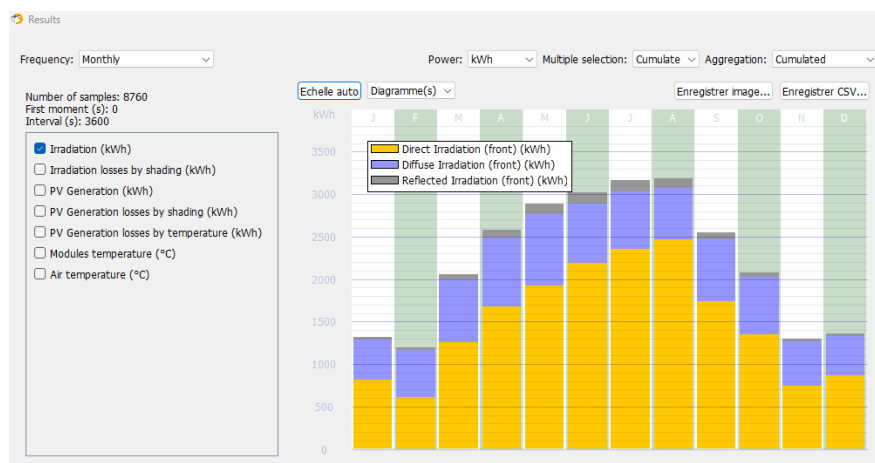 Results
Frequency: Monthly
Power: kWh Multiple selection: Cumulate Aggregation: Cumulated
Number of samples: 8760
First moment (s): 0
Interval (s): 3600
Echelle auto Diagramme(s) Enregistrer image... Enregistrer CSV...
Irradiation (kWh)
Irradiation losses by shading (kWh)
PV Generation (kWh)
PV Generation losses by shading (kWh)
PV Generation losses by temperature (kWh)
Modules temperature (°C)
Air temperature (°C)
kWh J F M A M J J A S O N D
Direct Irradiation (front) (kWh)
Diffuse Irradiation (front) (kWh)
Reflected Irradiation (front) (kWh)
3500
3000
2500
2000
1500
1000
500
0